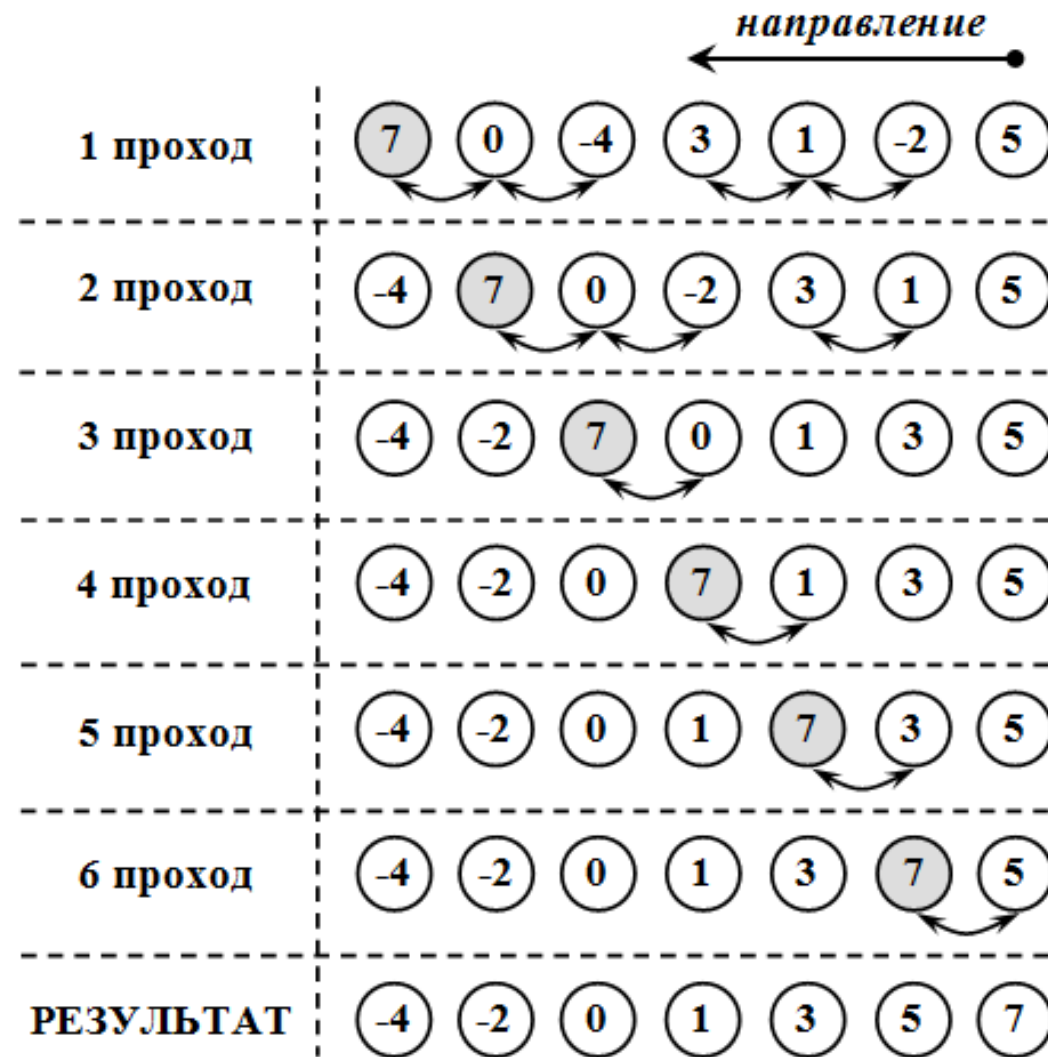 направление
1 проход 7 0 -4 3 1 -2 5
2 проход -4 7 0 -2 3 1 5
3 проход -4 -2 7 0 1 3 5
4 проход -4 -2 0 7 1 3 5
5 проход -4 -2 0 1 7 3 5
6 проход -4 -2 0 1 3 7 5
РЕЗУЛЬТАТ -4 -2 0 1 3 5 7